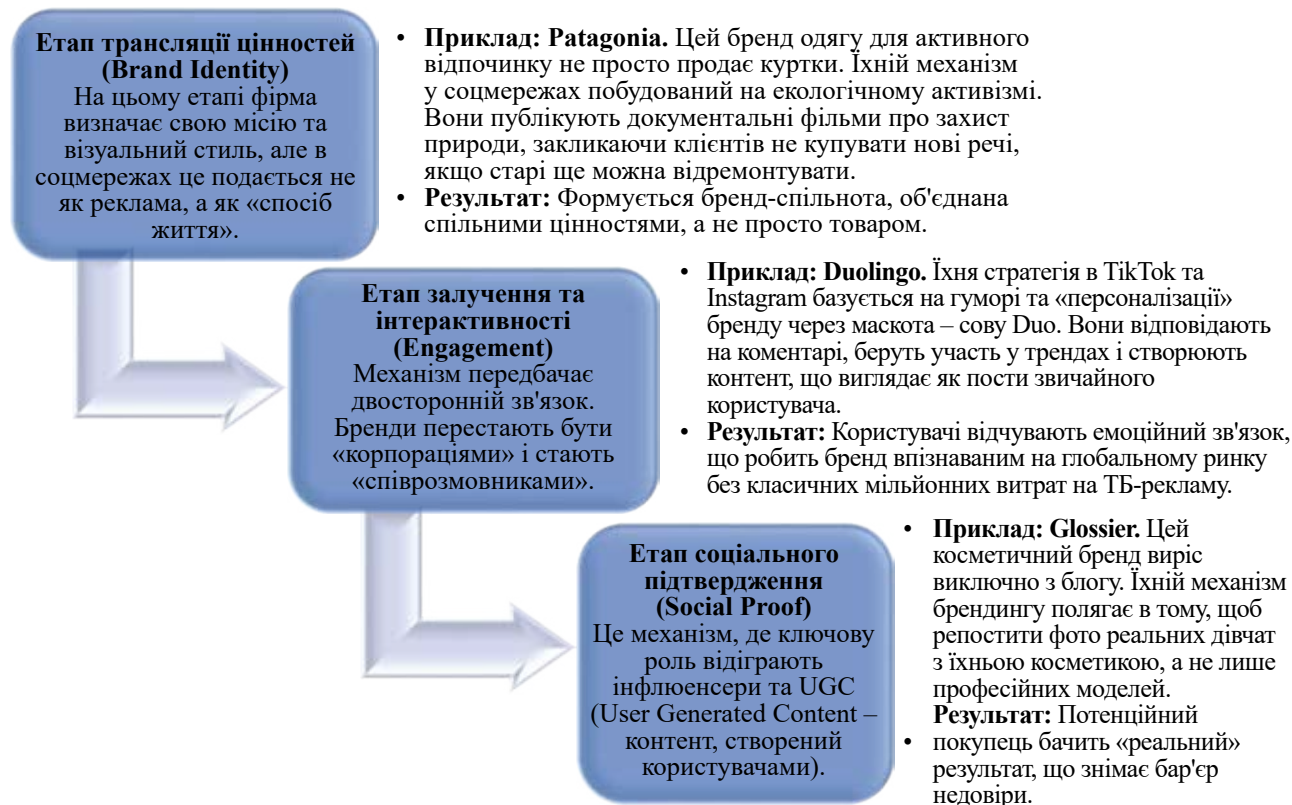 Етап трансляції цінностей
(Brand Identity)
На цьому етапі фірма
визначає свою місію та
візуальний стиль, але в
соцмережах це подається не
як реклама, а як «спосіб
життя».
• Приклад: Patagonia. Цей бренд одягу для активного
відпочинку не просто продає куртки. Їхній механізм
у соцмережах побудований на екологічному активізмі.
Вони публікують документальні фільми про захист
природи, закликаючи клієнтів не купувати нові речі,
якщо старі ще можна відремонтувати.
• Результат: Формується бренд-спільнота, об'єднана
спільними цінностями, а не просто товаром.
Етап залучення та
інтерактивності
(Engagement)
Механізм передбачає
двосторонній зв'язок.
Бренди перестають бути
«корпораціями» і стають
«співрозмовниками».
• Приклад: Duolingo. Їхня стратегія в TikTok та
Instagram базується на гуморі та «персоналізації»
бренду через маскота – сову Duo. Вони відповідають
на коментарі, беруть участь у трендах і створюють
контент, що виглядає як пости звичайного
користувача.
• Результат: Користувачі відчувають емоційний зв'язок,
що робить бренд впізнаваним на глобальному ринку
без класичних мільйонних витрат на ТБ-рекламу.
Етап соціального
підтвердження
(Social Proof)
Це механізм, де ключову
роль відіграють
інфлюенсери та UGC
(User Generated Content –
контент, створений
користувачами).
• Приклад: Glossier. Цей
косметичний бренд виріс
виключно з блогу. Їхній механізм
брендингу полягає в тому, щоб
репостити фото реальних дівчат
з їхньою косметикою, а не лише
професійних моделей.
Результат: Потенційний
• покупець бачить «реальний»
результат, що знімає бар'єр
недовіри.